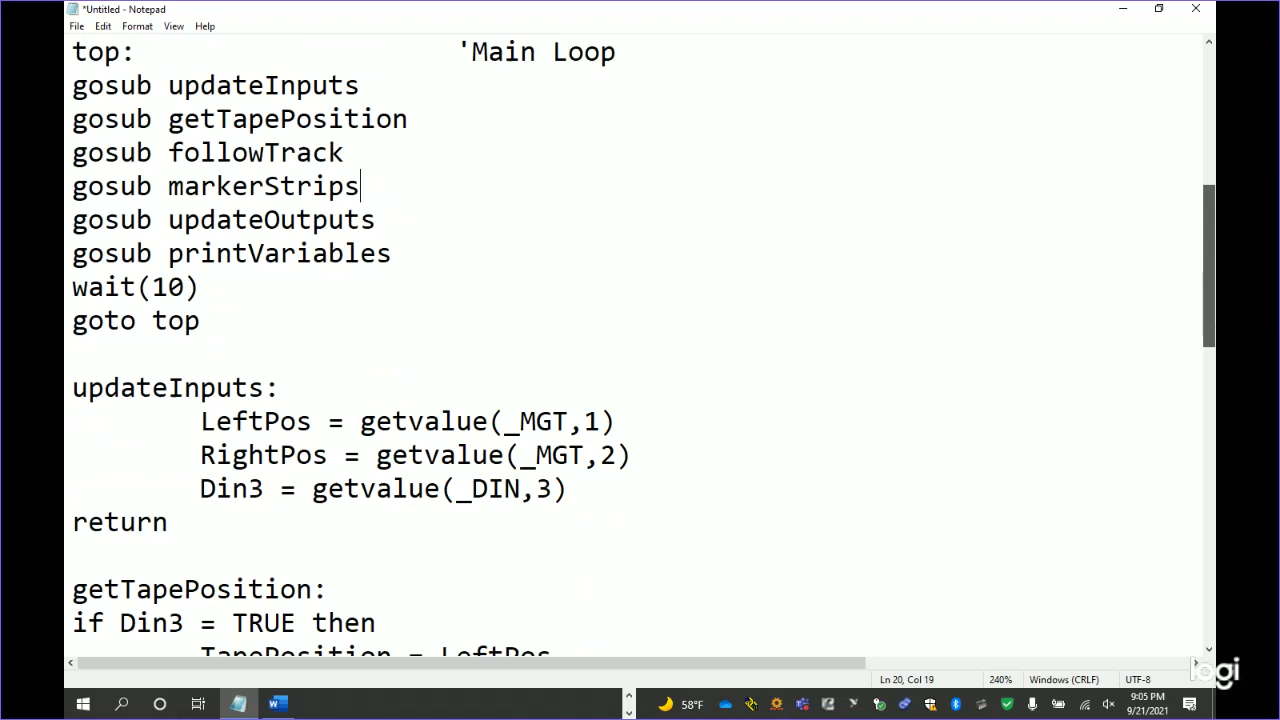 *Untitled - Notepad
File Edit Format View Help
top: 'Main Loop
gosub updateInputs
gosub getTapePosition
gosub followTrack
gosub markerStrips
gosub updateOutputs
gosub printVariables
wait(10)
goto top
updateInputs:
LeftPos = getvalue(_MGT,1)
RightPos = getvalue(_MGT,2)
Din3 = getvalue(_DIN,3)
return
getTapePosition:
if Din3 = TRUE then
TapePosition = LeftPos
Ln 20, Col 19 240% Windows (CRLF) UTF-8
logi
58°F
9:05 PM
9/21/2021